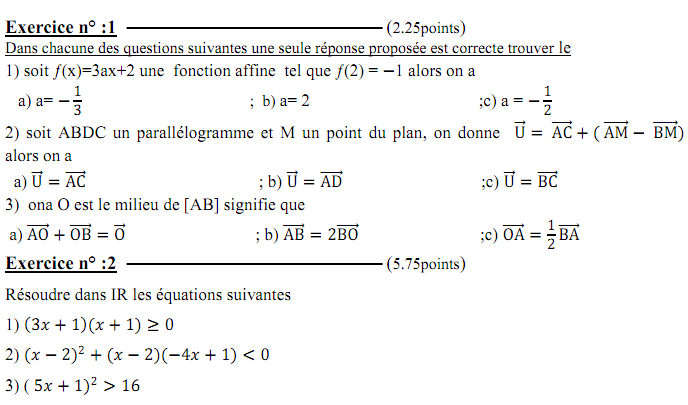 Exercice n° :1 (2.25points)
Dans chacune des questions suivantes une seule réponse proposée est correcte trouver le
1) soit f(x)=3ax+2 une fonction affine tel que f(2) = −1 alors on a
a) a= −1/3 ; b) a= 2 ;c) a = −1/2
2) soit ABDC un parallélogramme et M un point du plan, on donne U⃗ = AC⃗ + ( AM⃗ − BM⃗)
alors on a
a) U⃗ = AC⃗ ; b) U⃗ = AD⃗ ;c) U⃗ = BC⃗
3) ona O est le milieu de [AB] signifie que
a) AO⃗ + OB⃗ = O⃗ ; b) AB⃗ = 2BO⃗ ;c) OA⃗ = 1/2 BA⃗
Exercice n° :2 (5.75points)
Résoudre dans IR les équations suivantes
1) (3x + 1)(x + 1) ≥ 0
2) (x − 2)² + (x − 2)(−4x + 1) < 0
3) ( 5x + 1)² > 16